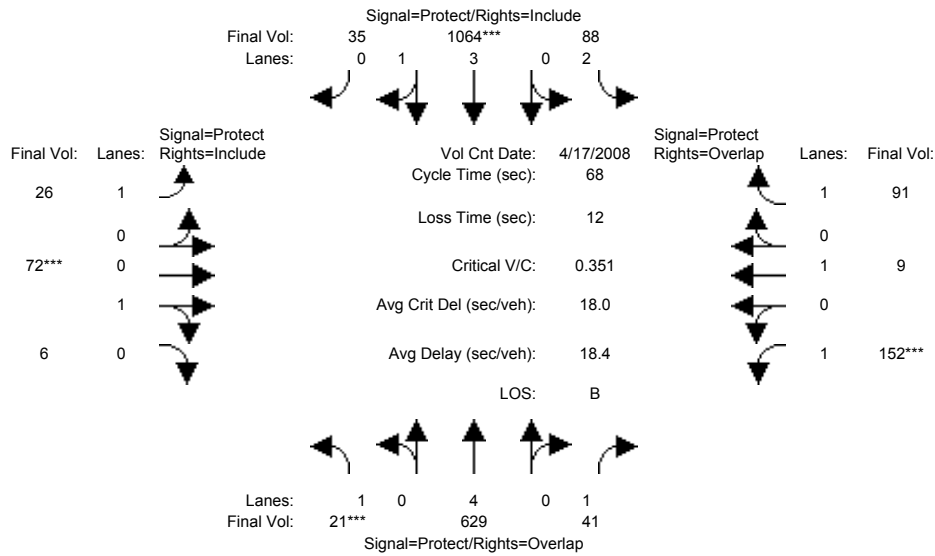 Signal=Protect/Rights=Include
Final Vol: 35 1064*** 88
Lanes: 0 1 3 0 2
Signal=Protect Signal=Protect
Final Vol: Lanes: Rights=Include Vol Cnt Date: 4/17/2008 Rights=Overlap Lanes: Final Vol:
Cycle Time (sec): 68
26 1 1 91
Loss Time (sec): 12
0 0
72*** 0 Critical V/C: 0.351 1 9
1 Avg Crit Del (sec/veh): 18.0 0
6 0 Avg Delay (sec/veh): 18.4 1 152***
LOS: B
Lanes: 1 0 4 0 1
Final Vol: 21*** 629 41
Signal=Protect/Rights=Overlap